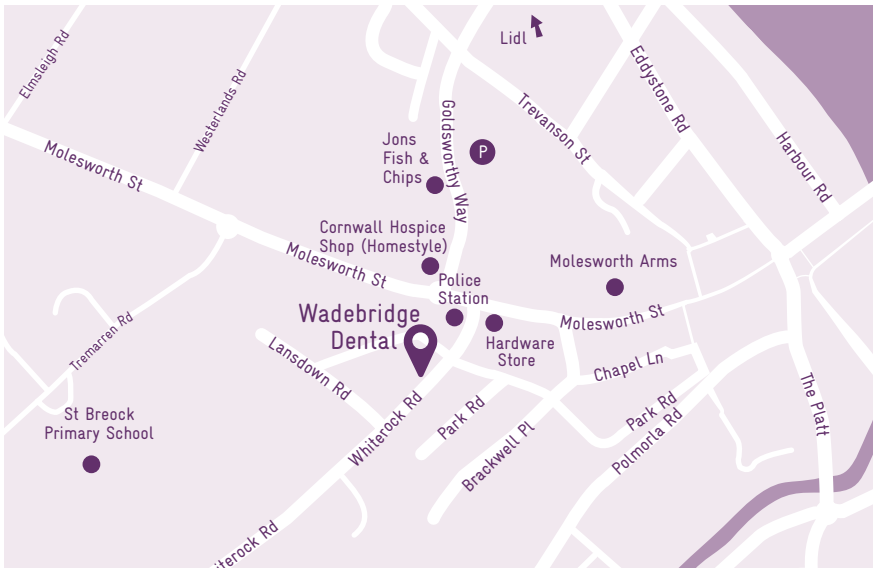 Lidl
Elmsleigh Rd
Westerlands Rd
Eddystone Rd
Trevanson St
Goldsworthy Way
Harbour Rd
Jons
Fish &
Chips
P
Molesworth St
Cornwall Hospice
Shop (Homestyle)
Molesworth St
Molesworth Arms
Police
Station
Wadebridge
Dental
Molesworth St
Hardware
Store
Tremarren Rd
Lansdown Rd
Chapel Ln
St Breock
Primary School
Whiterock Rd
Park Rd
Brackwell Pl
Park Rd
Polmorla Rd
The Platt
iterock Rd